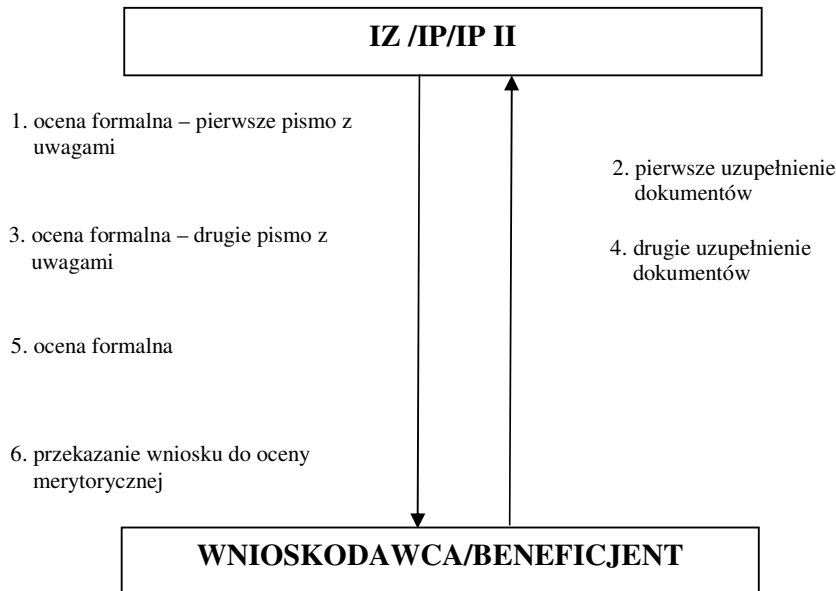 IZ /IP/IP II
1. ocena formalna – pierwsze pismo z
uwagami
2. pierwsze uzupełnienie
dokumentów
3. ocena formalna – drugie pismo z
uwagami
4. drugie uzupełnienie
dokumentów
5. ocena formalna
6. przekazanie wniosku do oceny
merytorycznej
WNIOSKODAWCA/BENEFICJENT